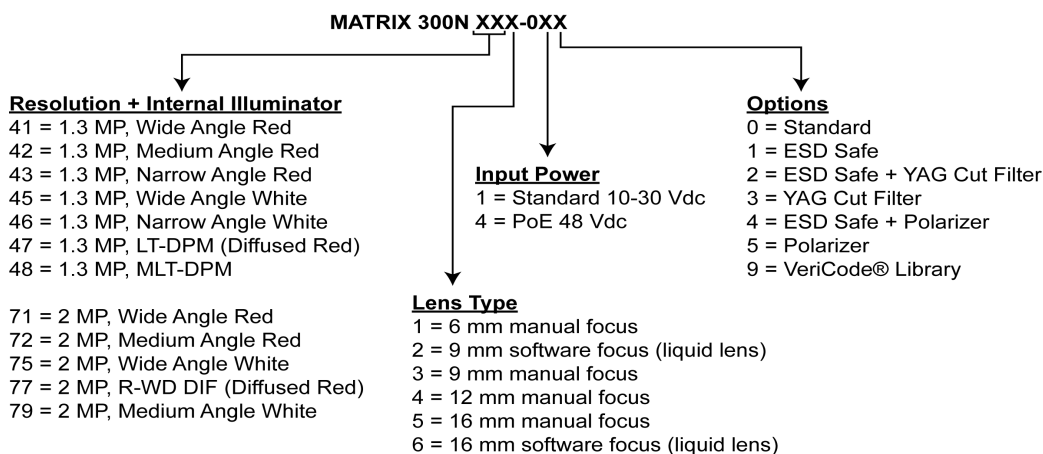 MATRIX 300N XXX-0XX
Resolution + Internal Illuminator
41 = 1.3 MP, Wide Angle Red
42 = 1.3 MP, Medium Angle Red
43 = 1.3 MP, Narrow Angle Red
45 = 1.3 MP, Wide Angle White
46 = 1.3 MP, Narrow Angle White
47 = 1.3 MP, LT-DPM (Diffused Red)
48 = 1.3 MP, MLT-DPM
71 = 2 MP, Wide Angle Red
72 = 2 MP, Medium Angle Red
75 = 2 MP, Wide Angle White
77 = 2 MP, R-WD DIF (Diffused Red)
79 = 2 MP, Medium Angle White
Lens Type
1 = 6 mm manual focus
2 = 9 mm software focus (liquid lens)
3 = 9 mm manual focus
4 = 12 mm manual focus
5 = 16 mm manual focus
6 = 16 mm software focus (liquid lens)
Input Power
1 = Standard 10-30 Vdc
4 = PoE 48 Vdc
Options
0 = Standard
1 = ESD Safe
2 = ESD Safe + YAG Cut Filter
3 = YAG Cut Filter
4 = ESD Safe + Polarizer
5 = Polarizer
9 = VeriCode® Library